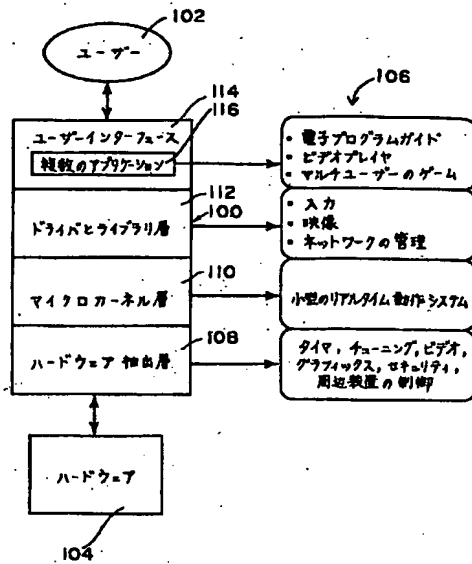 102
ユーザー
114
116
106
ユーザーインターフェース
複数のアプリケーション
・ 電子プログラムガイド
・ ビデオプレイヤ
・ マルチユーザーのゲーム
112
100
ドライバとライブラリ層
・ 入力
・ 映像
・ ネットワークの管理
110
マイクロカーネル層
小型のリアルタイム動作システム
108
ハードウェア抽出層
タイマ,チューニング,ビデオ,
グラフィックス,セキュリティ,
周辺装置の制御
ハードウェア
104